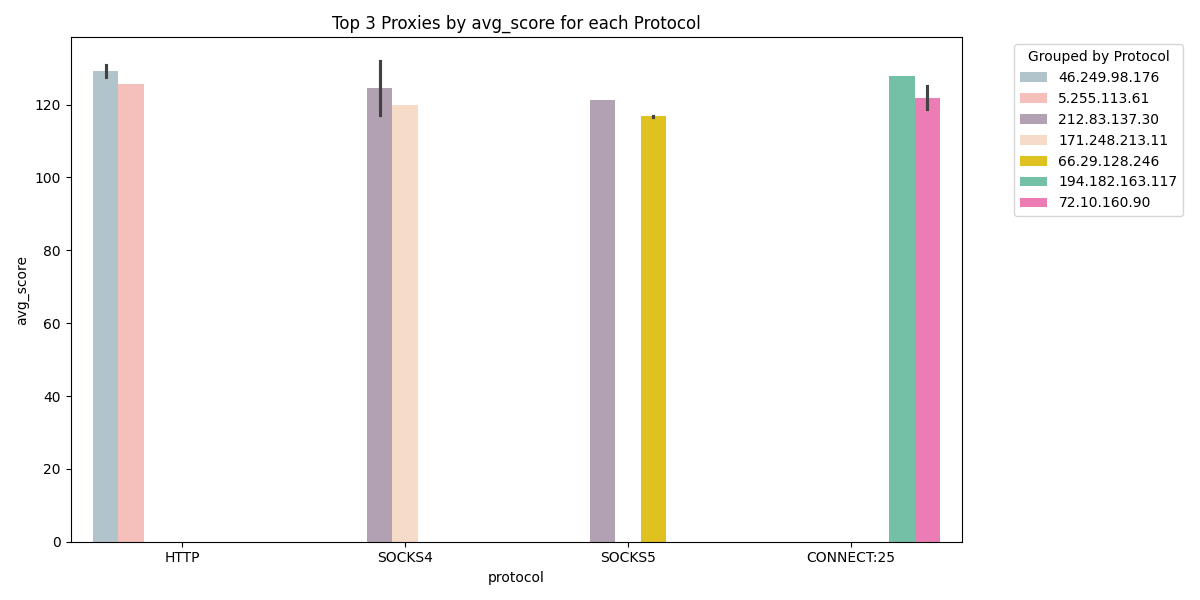 Top 3 Proxies by avg_score for each Protocol
avg_score
120
100
80
60
40
20
0
HTTP
SOCKS4
SOCKS5
CONNECT:25
protocol
Grouped by Protocol
46.249.98.176
5.255.113.61
212.83.137.30
171.248.213.11
66.29.128.246
194.182.163.117
72.10.160.90